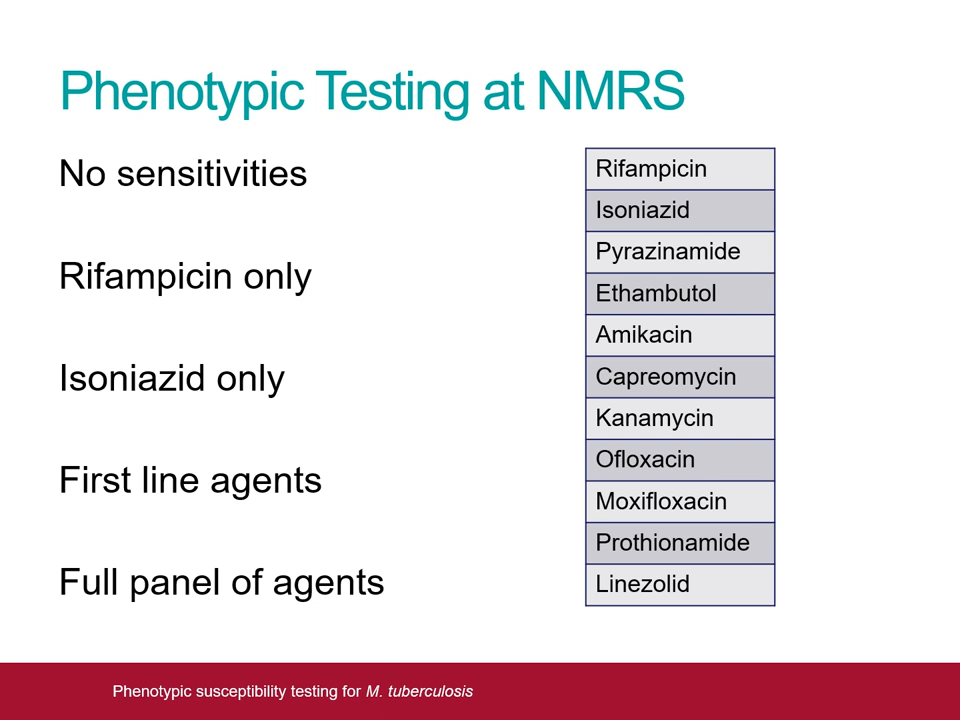 Phenotypic Testing at NMRS
No sensitivities
Rifampicin only
Isoniazid only
First line agents
Full panel of agents
Rifampicin
Isoniazid
Pyrazinamide
Ethambutol
Amikacin
Capreomycin
Kanamycin
Ofloxacin
Moxifloxacin
Prothionamide
Linezolid
Phenotypic susceptibility testing for M. tuberculosis